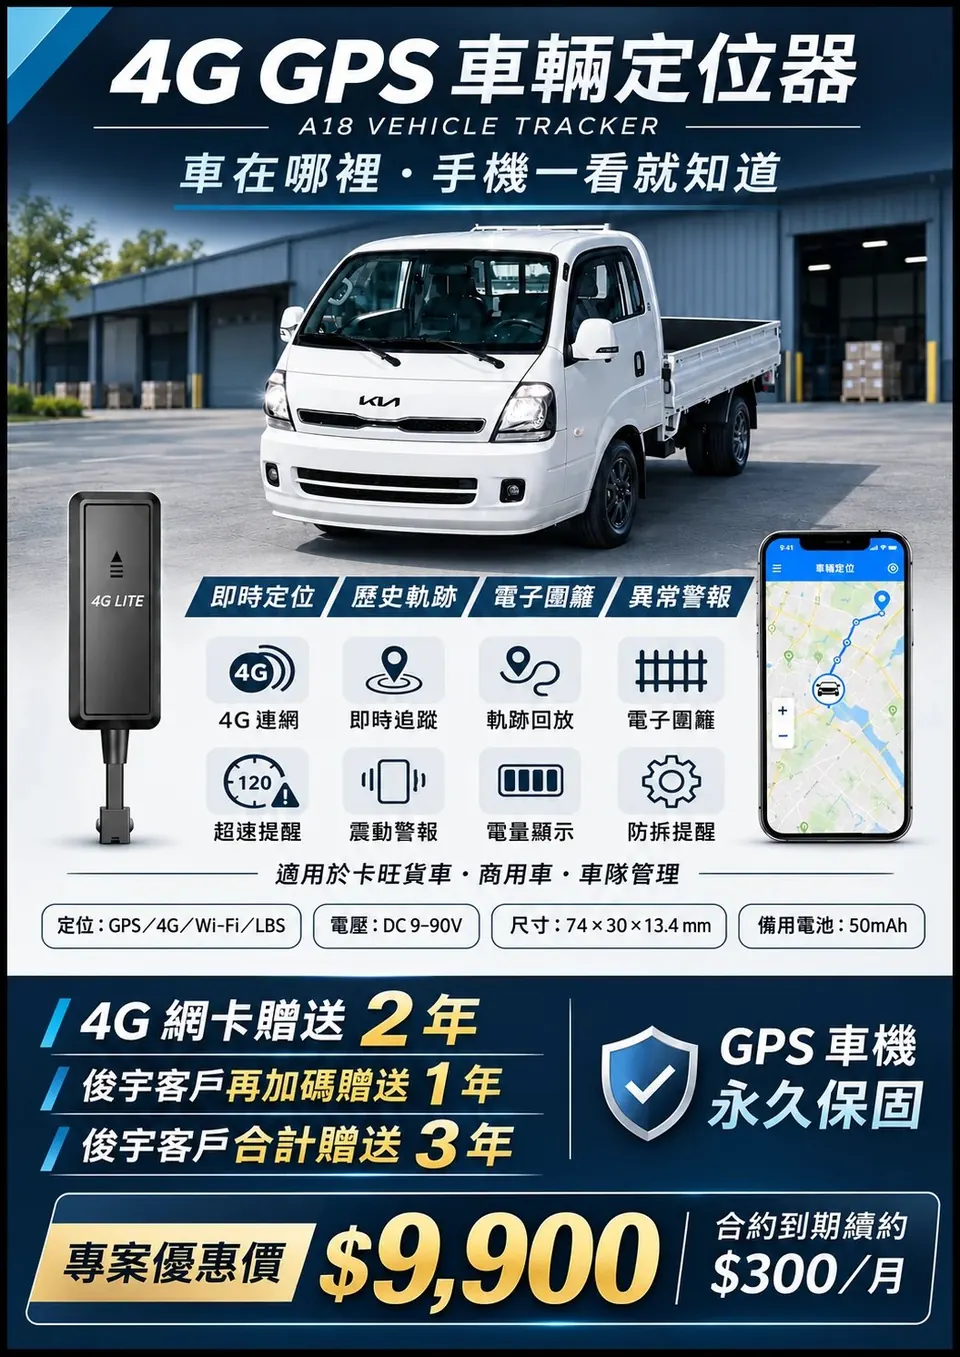 4G GPS 車輛定位器
A18 VEHICLE TRACKER
車在哪裡・手機一看就知道
KIA
4G LITE
即時定位
歷史軌跡
電子圍籬
異常警報
4G
4G 連網
即時追蹤
軌跡回放
電子圍籬
120
超速提醒
震動警報
電量顯示
防拆提醒
9:41
車輛定位
+
−
適用於卡旺貨車・商用車・車隊管理
定位：GPS／4G／Wi-Fi／LBS
電壓：DC 9-90V
尺寸：74 × 30 × 13.4 mm
備用電池：50mAh
4G 網卡贈送 2 年
俊宇客戶再加碼贈送 1 年
俊宇客戶合計贈送 3 年
GPS 車機
永久保固
專案優惠價
$9,900
合約到期續約
$300／月